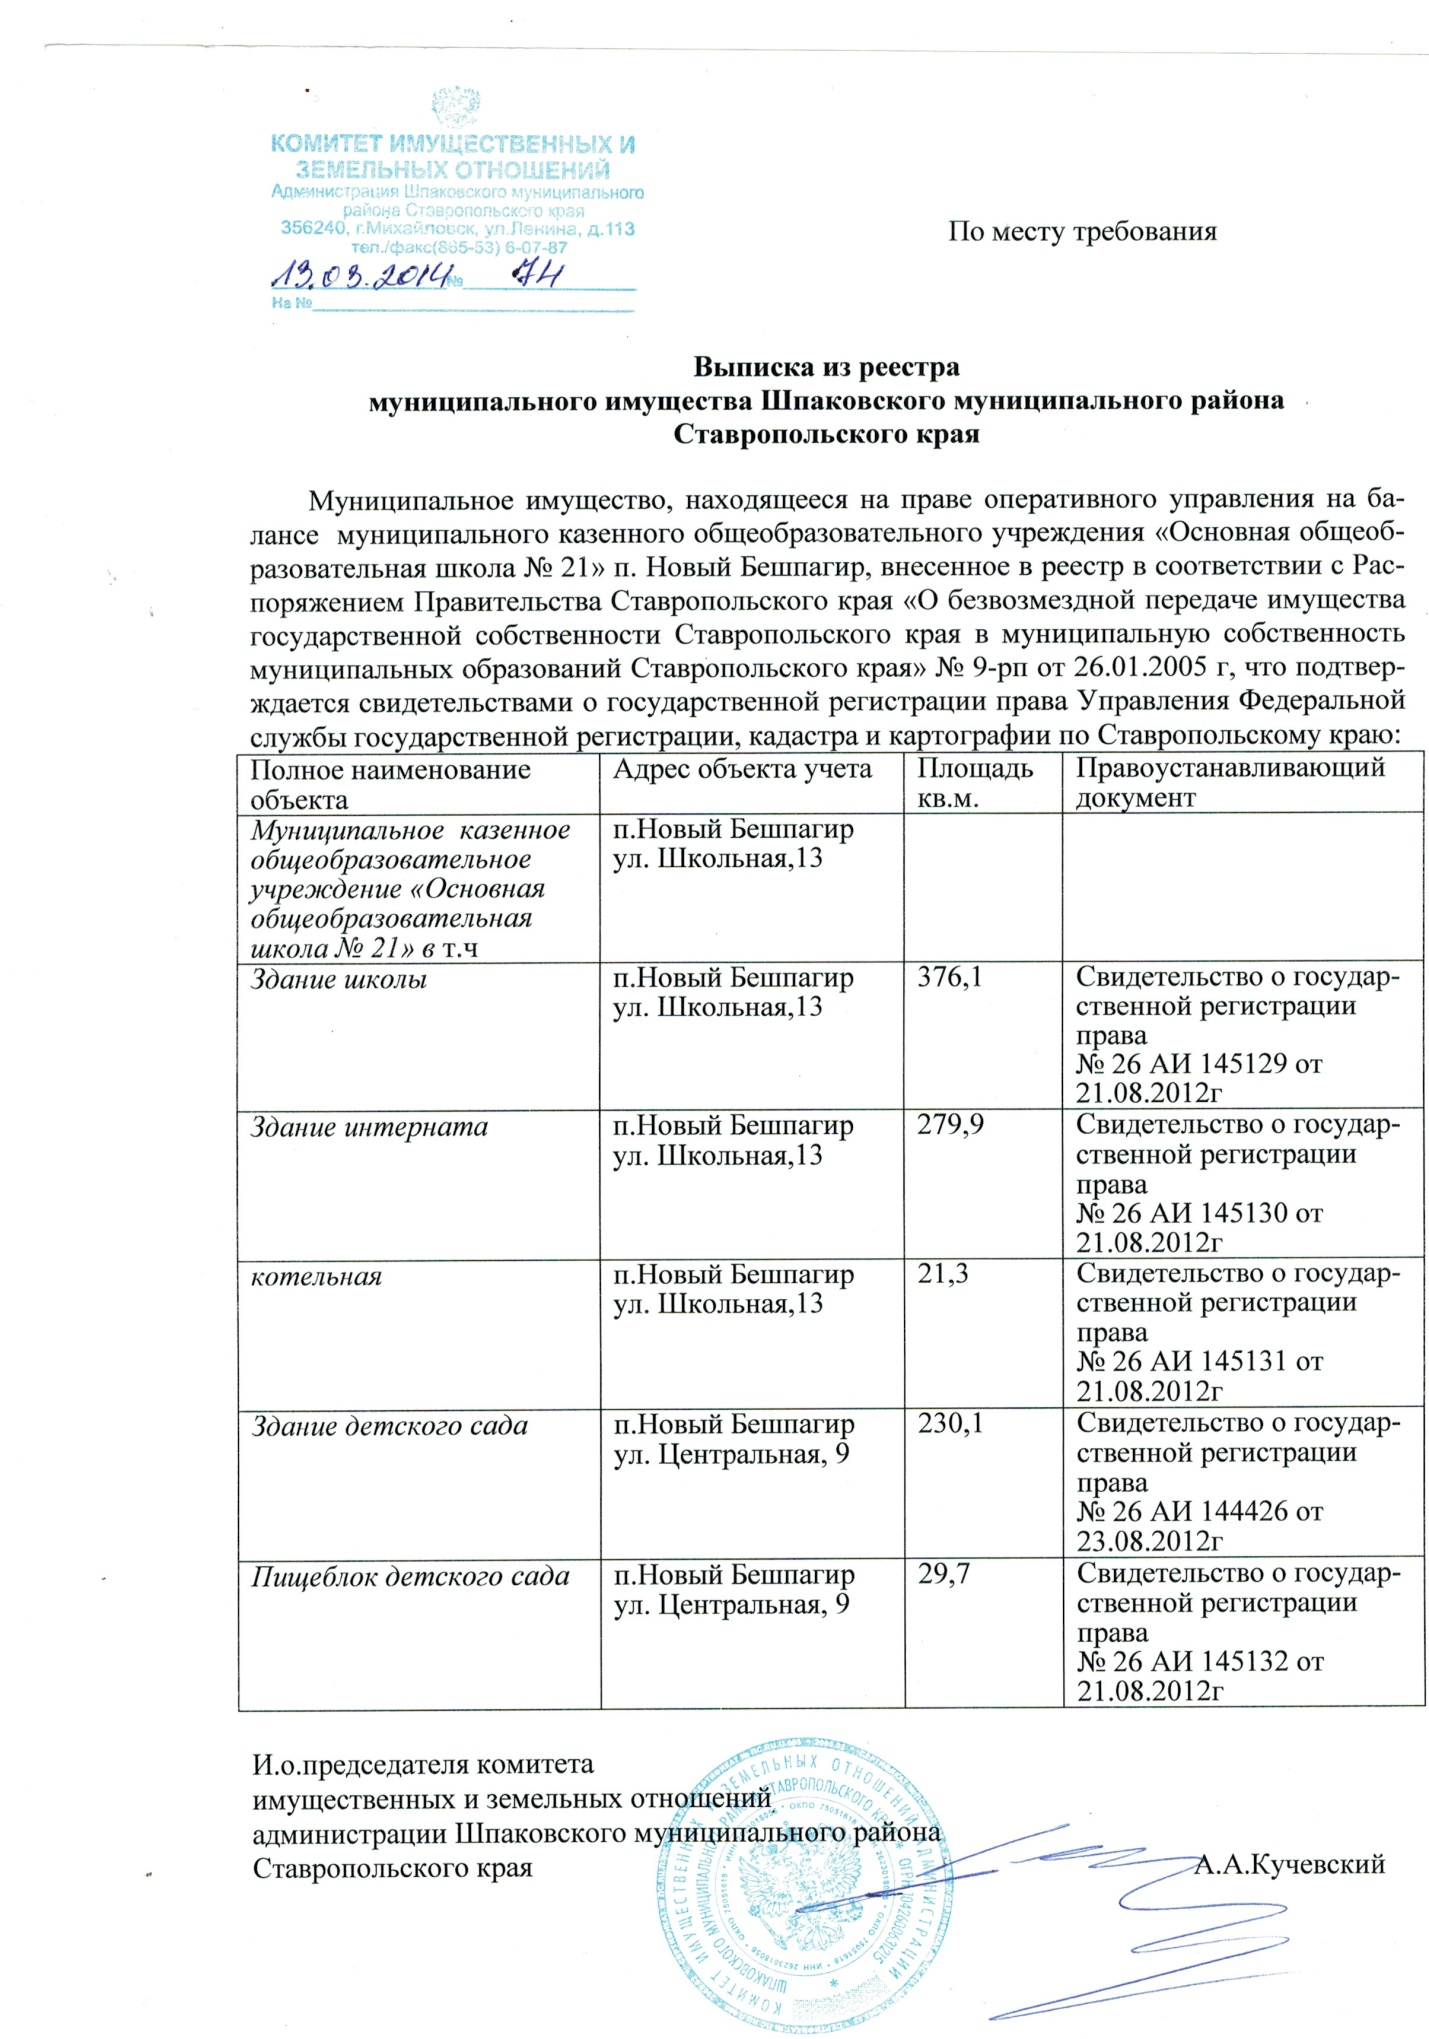 КОМИТЕТ ИМУЩЕСТВЕННЫХ И
ЗЕМЕЛЬНЫХ ОТНОШЕНИЙ
Администрация Шпаковского муниципального
района Ставропольского края
356240, г.Михайловск, ул.Ленина, д.113
тел./факс(865-53) 6-07-87
13.03.2014 № 74
На №
По месту требования
Выписка из реестра
муниципального имущества Шпаковского муниципального района
Ставропольского края
Муниципальное имущество, находящееся на праве оперативного управления на ба-
лансе муниципального казенного общеобразовательного учреждения «Основная общеоб-
разовательная школа № 21» п. Новый Бешпагир, внесенное в реестр в соответствии с Рас-
поряжением Правительства Ставропольского края «О безвозмездной передаче имущества
государственной собственности Ставропольского края в муниципальную собственность
муниципальных образований Ставропольского края» № 9-рп от 26.01.2005 г, что подтвер-
ждается свидетельствами о государственной регистрации права Управления Федеральной
службы государственной регистрации, кадастра и картографии по Ставропольскому краю:
Полное наименование
объекта
Адрес объекта учета
Площадь
кв.м.
Правоустанавливающий
документ
Муниципальное казенное
общеобразовательное
учреждение «Основная
общеобразовательная
школа № 21» в т.ч
п.Новый Бешпагир
ул. Школьная,13
Здание школы
п.Новый Бешпагир
ул. Школьная,13
376,1
Свидетельство о государ-
ственной регистрации
права
№ 26 АИ 145129 от
21.08.2012г
Здание интерната
п.Новый Бешпагир
ул. Школьная,13
279,9
Свидетельство о государ-
ственной регистрации
права
№ 26 АИ 145130 от
21.08.2012г
котельная
п.Новый Бешпагир
ул. Школьная,13
21,3
Свидетельство о государ-
ственной регистрации
права
№ 26 АИ 145131 от
21.08.2012г
Здание детского сада
п.Новый Бешпагир
ул. Центральная, 9
230,1
Свидетельство о государ-
ственной регистрации
права
№ 26 АИ 144426 от
23.08.2012г
Пищеблок детского сада
п.Новый Бешпагир
ул. Центральная, 9
29,7
Свидетельство о государ-
ственной регистрации
права
№ 26 АИ 145132 от
21.08.2012г
И.о.председателя комитета
имущественных и земельных отношений
администрации Шпаковского муниципального района
Ставропольского края
А.А.Кучевский
КОМИТЕТ ИМУЩЕСТВЕННЫХ И ЗЕМЕЛЬНЫХ ОТНОШЕНИЙ АДМИНИСТРАЦИИ
ШПАКОВСКОГО МУНИЦИПАЛЬНОГО РАЙОНА СТАВРОПОЛЬСКОГО КРАЯ